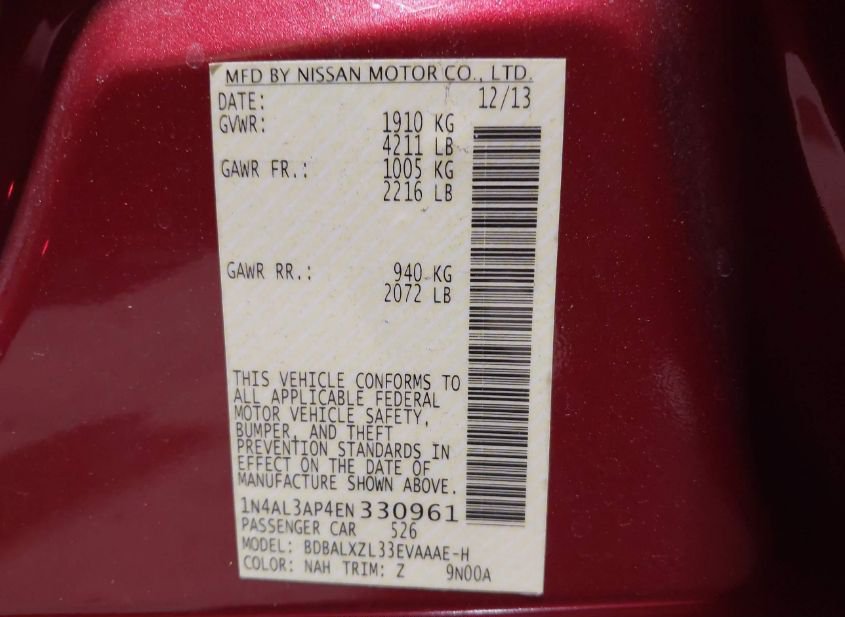 MFD BY NISSAN MOTOR CO., LTD.
DATE: 12/13
GVWR: 1910 KG
4211 LB
GAWR FR.: 1005 KG
2216 LB
GAWR RR.: 940 KG
2072 LB
THIS VEHICLE CONFORMS TO
ALL APPLICABLE FEDERAL
MOTOR VEHICLE SAFETY,
BUMPER, AND THEFT
PREVENTION STANDARDS IN
EFFECT ON THE DATE OF
MANUFACTURE SHOWN ABOVE.
1N4AL3AP4EN 330961
PASSENGER CAR 526
MODEL: BDBALXZL33EVAAAE-H
COLOR: NAH TRIM: Z 9N00A